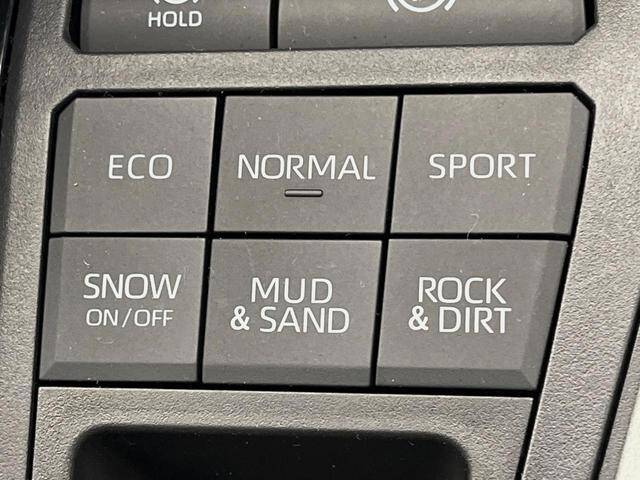 HOLD
ECO
NORMAL
SPORT
SNOW
ON/OFF
MUD
& SAND
ROCK
& DIRT